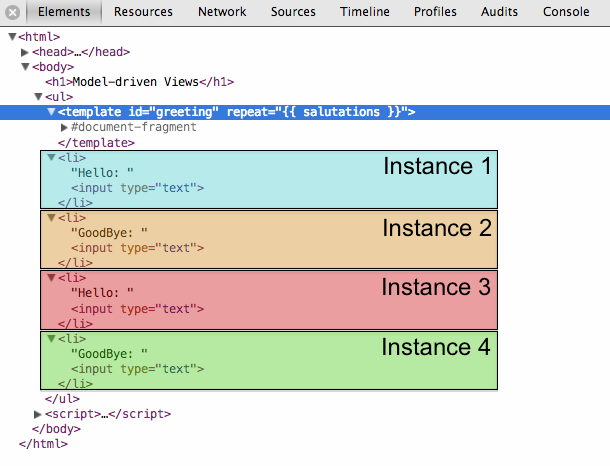 Elements Resources Network Sources Timeline Profiles Audits Console
<html>
<head>…</head>
<body>
<h1>Model-driven Views</h1>
<ul>
<template id="greeting" repeat="{{ salutations }}">
#document-fragment
</template>
<li>
"Hello: "
<input type="text">
</li>
Instance 1
<li>
"GoodBye: "
<input type="text">
</li>
Instance 2
<li>
"Hello: "
<input type="text">
</li>
Instance 3
<li>
"GoodBye: "
<input type="text">
</li>
Instance 4
</ul>
<script>…</script>
</body>
</html>